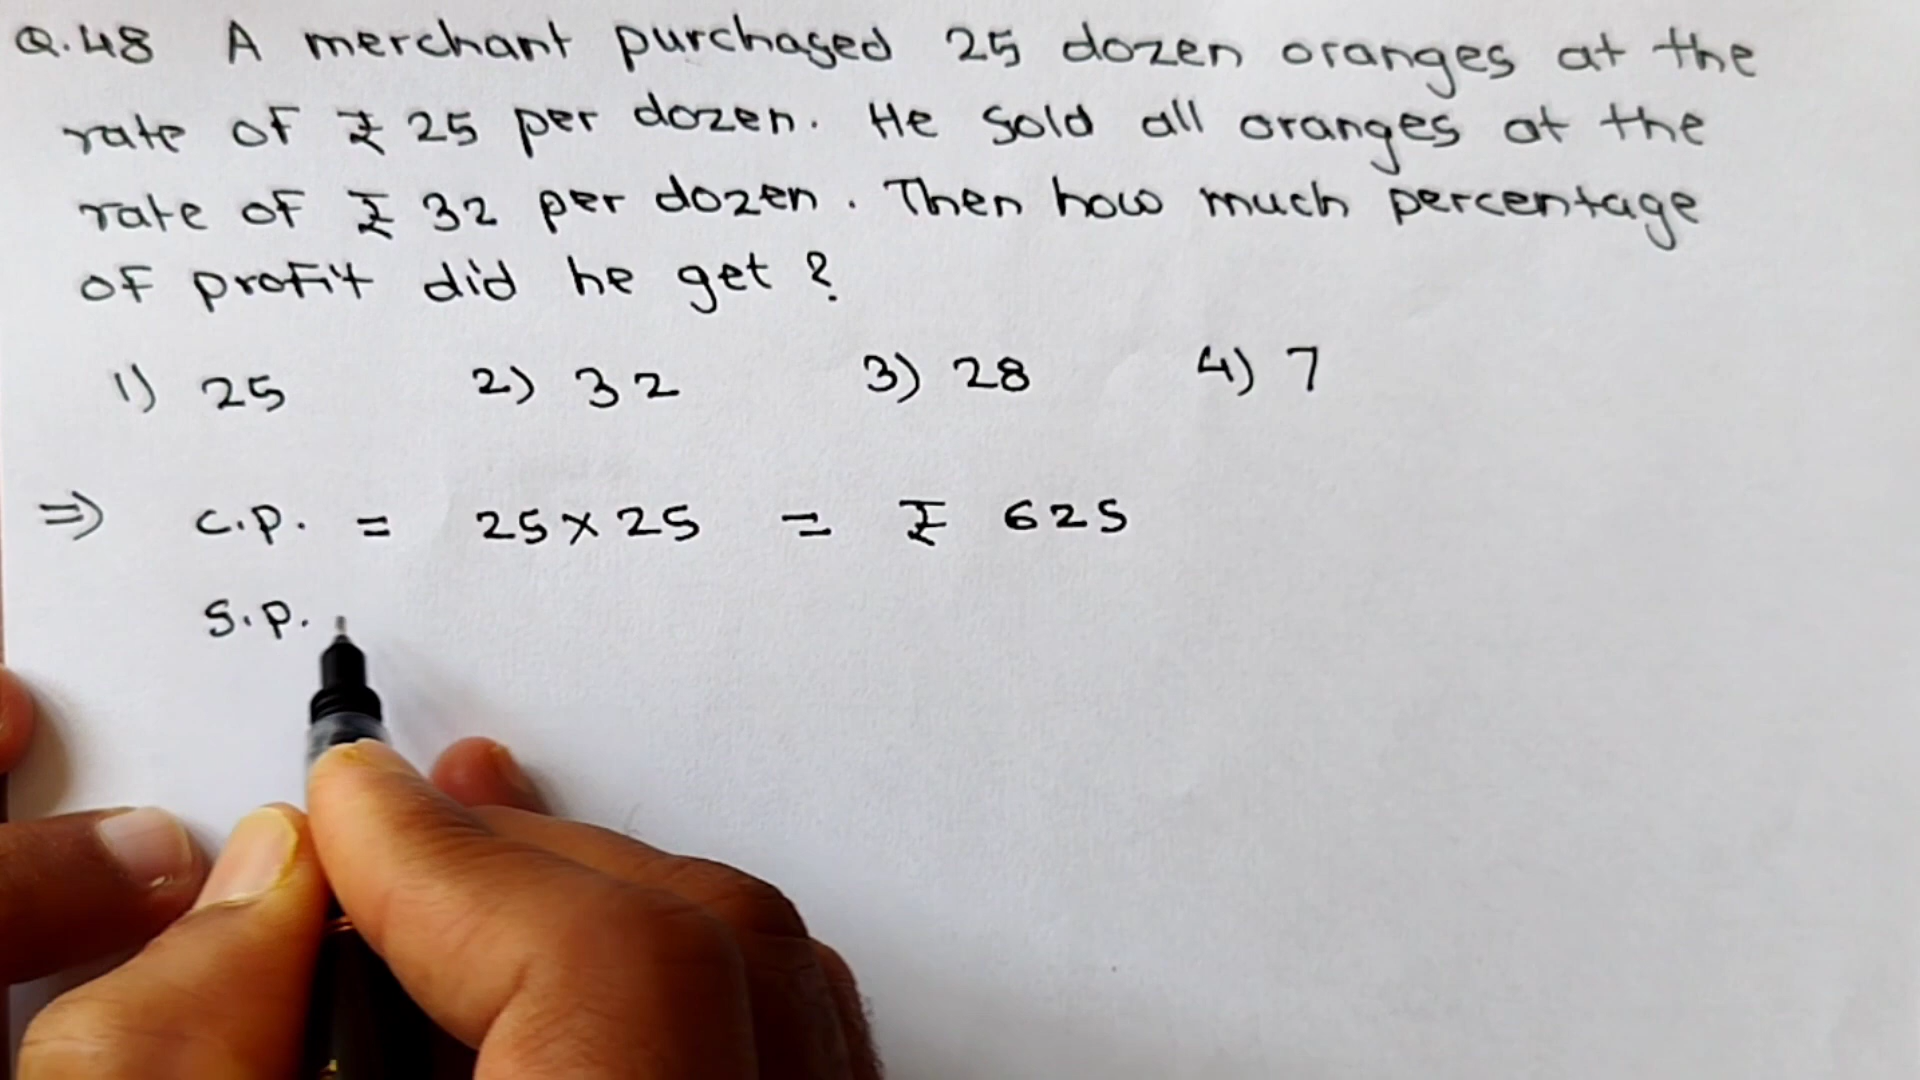 Q.48 A merchant purchased 25 dozen oranges at the
rate of ₹ 25 per dozen. He sold all oranges at the
rate of ₹ 32 per dozen. Then how much percentage
of profit did he get ?
1) 25 2) 32 3) 28 4) 7
⇒ C.P. = 25 × 25 = ₹ 625
S.P.